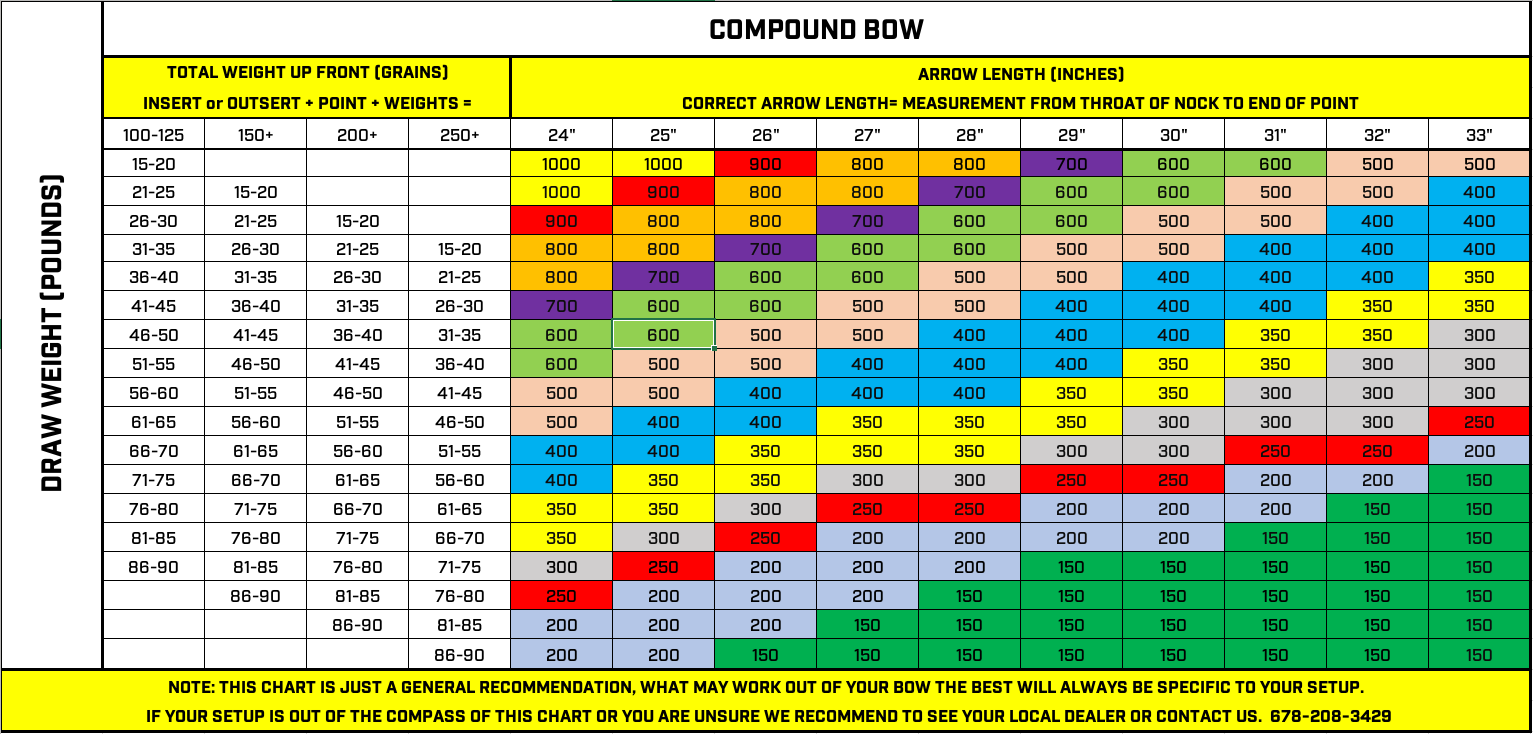 COMPOUND BOW
TOTAL WEIGHT UP FRONT (GRAINS)
INSERT or OUTSERT + POINT + WEIGHTS =
ARROW LENGTH (INCHES)
CORRECT ARROW LENGTH= MEASUREMENT FROM THROAT OF NOCK TO END OF POINT
DRAW WEIGHT (POUNDS)
100-125 150+ 200+ 250+ 24" 25" 26" 27" 28" 29" 30" 31" 32" 33"
15-20 1000 1000 900 800 800 700 600 600 500 500
21-25 15-20 1000 900 800 800 700 600 600 500 500 400
26-30 21-25 15-20 900 800 800 700 600 600 500 500 400 400
31-35 26-30 21-25 15-20 800 800 700 600 600 500 500 400 400 400
36-40 31-35 26-30 21-25 800 700 600 600 500 500 400 400 400 350
41-45 36-40 31-35 26-30 700 600 600 500 500 400 400 400 350 350
46-50 41-45 36-40 31-35 600 600 500 500 400 400 400 350 350 300
51-55 46-50 41-45 36-40 600 500 500 400 400 400 350 350 300 300
56-60 51-55 46-50 41-45 500 500 400 400 400 350 350 300 300 300
61-65 56-60 51-55 46-50 500 400 400 350 350 350 300 300 300 250
66-70 61-65 56-60 51-55 400 400 350 350 350 300 300 250 250 200
71-75 66-70 61-65 56-60 400 350 350 300 300 250 250 200 200 150
76-80 71-75 66-70 61-65 350 350 300 250 250 200 200 200 150 150
81-85 76-80 71-75 66-70 350 300 250 200 200 200 200 150 150 150
86-90 81-85 76-80 71-75 300 250 200 200 200 150 150 150 150 150
86-90 81-85 76-80 250 200 200 200 150 150 150 150 150 150
86-90 81-85 200 200 200 150 150 150 150 150 150 150
86-90 200 200 150 150 150 150 150 150 150 150
NOTE: THIS CHART IS JUST A GENERAL RECOMMENDATION, WHAT MAY WORK OUT OF YOUR BOW THE BEST WILL ALWAYS BE SPECIFIC TO YOUR SETUP.
IF YOUR SETUP IS OUT OF THE COMPASS OF THIS CHART OR YOU ARE UNSURE WE RECOMMEND TO SEE YOUR LOCAL DEALER OR CONTACT US. 678-208-3429